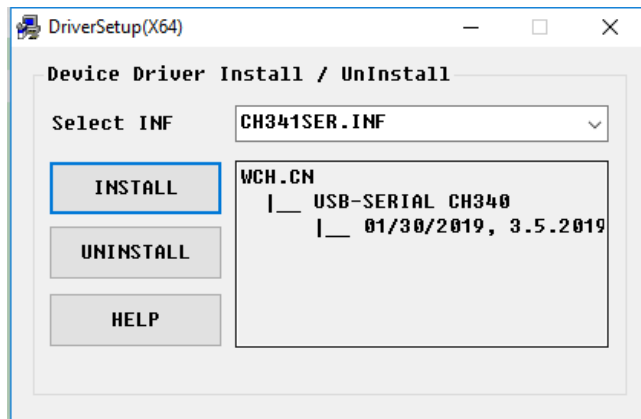 DriverSetup(X64)
Device Driver Install / UnInstall
Select INF
CH341SER.INF
INSTALL
WCH.CN
|__ USB-SERIAL CH340
|__ 01/30/2019, 3.5.2019
UNINSTALL
HELP